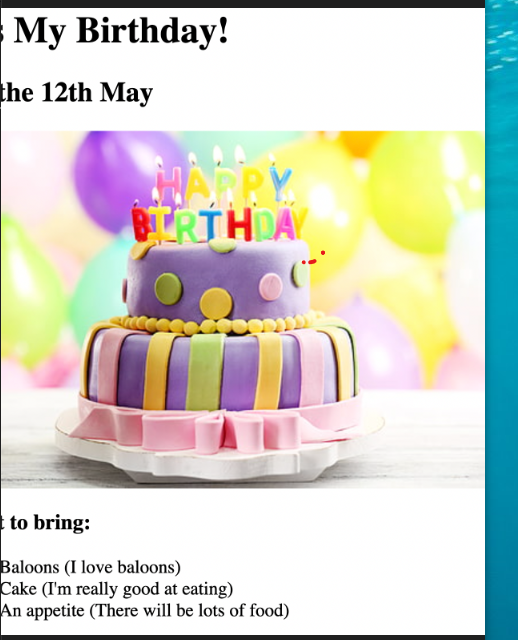 My Birthday!
the 12th May
HAPPY
BIRTHDAY
to bring:
Baloons (I love baloons)
Cake (I'm really good at eating)
An appetite (There will be lots of food)